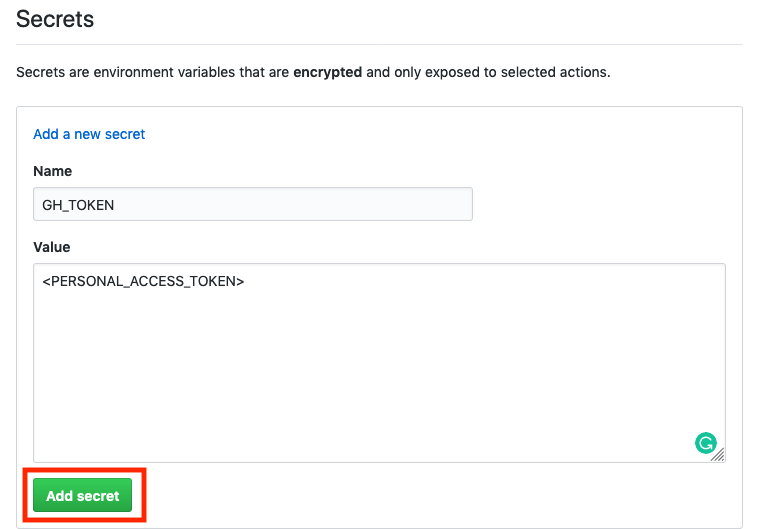 Secrets
Secrets are environment variables that are encrypted and only exposed to selected actions.
Add a new secret
Name
GH_TOKEN
Value
<PERSONAL_ACCESS_TOKEN>
Add secret